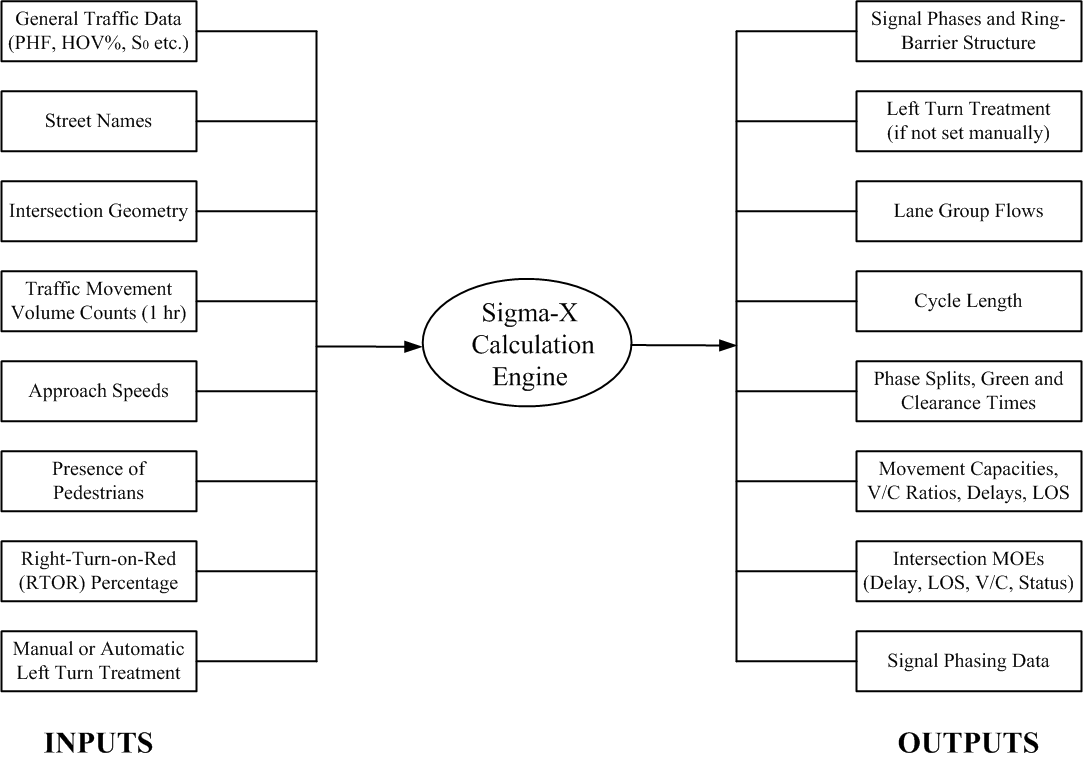 General Traffic Data
(PHF, HOV%, S₀ etc.)
Street Names
Intersection Geometry
Traffic Movement
Volume Counts (1 hr)
Approach Speeds
Presence of
Pedestrians
Right-Turn-on-Red
(RTOR) Percentage
Manual or Automatic
Left Turn Treatment
INPUTS
Sigma-X
Calculation
Engine
Signal Phases and Ring-
Barrier Structure
Left Turn Treatment
(if not set manually)
Lane Group Flows
Cycle Length
Phase Splits, Green and
Clearance Times
Movement Capacities,
V/C Ratios, Delays, LOS
Intersection MOEs
(Delay, LOS, V/C, Status)
Signal Phasing Data
OUTPUTS